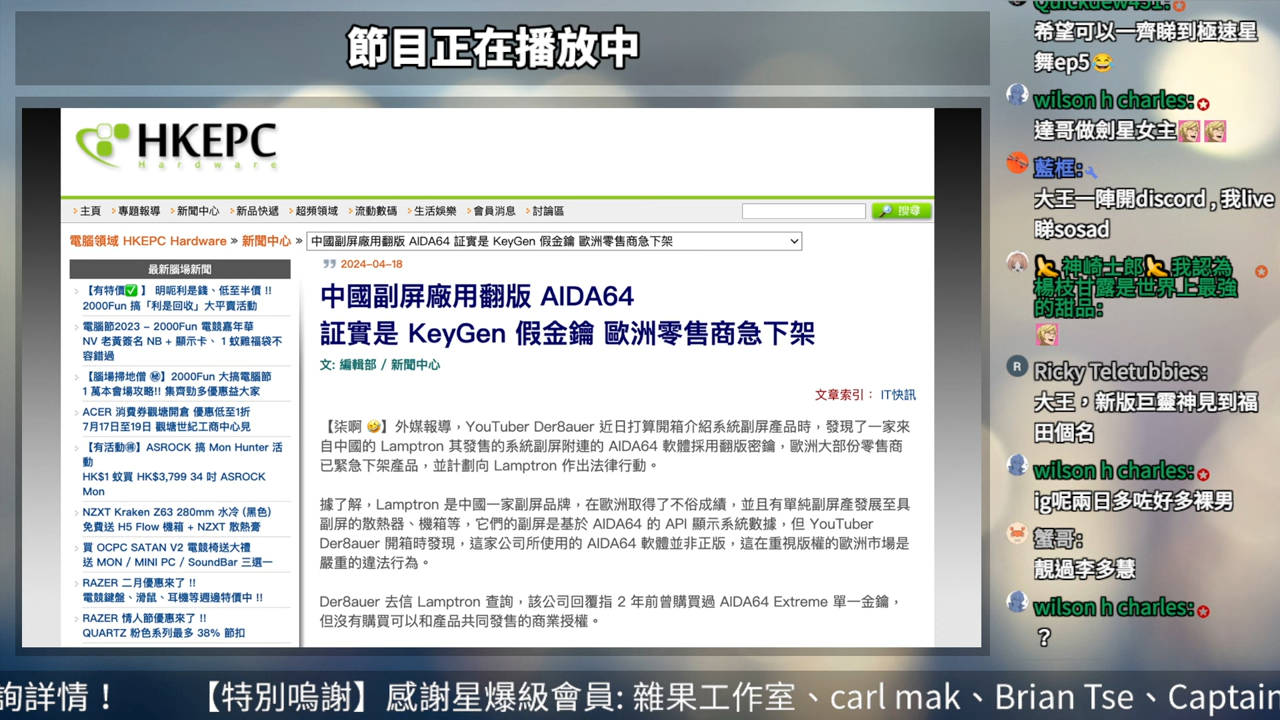 節目正在播放中
HKEPC
Hardware
主頁 專題報導 新聞中心 新品快遞 超頻領域 流動數碼 生活娛樂 會員消息 討論區 搜尋
電腦領域 HKEPC Hardware » 新聞中心 » 中國副屏廠用翻版 AIDA64 証實是 KeyGen 假金鑰 歐洲零售商急下架
最新腦場新聞
【有特價✅ 】 明呃利是錢、低至半價 !!
2000Fun 搞「利是回收」大平賣活動
電腦節2023 – 2000Fun 電競嘉年華
NV 老黃簽名 NB + 顯示卡、 1 蚊雞福袋不
容錯過
【腦場掃地僧 ㊙】2000Fun 大搞電腦節
1 萬本會場攻略!! 集齊勁多優惠益大家
ACER 消費券觀塘開倉 優惠低至1折
7月17日至19日 觀塘世紀工商中心見
【有活動🉐】ASROCK 搞 Mon Hunter 活
動
HK$1 蚊買 HK$3,799 34 吋 ASROCK
Mon
NZXT Kraken Z63 280mm 水冷 (黑色)
免費送 H5 Flow 機箱 + NZXT 散熱膏
買 OCPC SATAN V2 電競椅送大禮
送 MON / MINI PC / SoundBar 三選一
RAZER 二月優惠來了 !!
電競鍵盤、滑鼠、耳機等週邊特價中 !!
RAZER 情人節優惠來了 !!
QUARTZ 粉色系列最多 38% 節扣
2024-04-18
中國副屏廠用翻版 AIDA64
証實是 KeyGen 假金鑰 歐洲零售商急下架
文: 編輯部 / 新聞中心
文章索引： IT快訊
【柒啊 🤣】外媒報導，YouTuber Der8auer 近日打算開箱介紹系統副屏產品時，發現了一家來
自中國的 Lamptron 其發售的系統副屏附連的 AIDA64 軟體採用翻版密鑰，歐洲大部份零售商
已緊急下架產品，並計劃向 Lamptron 作出法律行動。
據了解，Lamptron 是中國一家副屏品牌，在歐洲取得了不俗成績，並且有單純副屏產發展至具
副屏的散熱器、機箱等，它們的副屏是基於 AIDA64 的 API 顯示系統數據，但 YouTuber
Der8auer 開箱時發現，這家公司所使用的 AIDA64 軟體並非正版，這在重視版權的歐洲市場是
嚴重的違法行為。
Der8auer 去信 Lamptron 查詢，該公司回覆指 2 年前曾購買過 AIDA64 Extreme 單一金鑰，
但沒有購買可以和產品共同發售的商業授權。
Quickdew451:
希望可以一齊睇到極速星
舞ep5😂
wilson h charles:
達哥做劍星女主
藍框:
大王一陣開discord , 我live
睇sosad
🍌神崎士郎🍌 我認為
楊枝甘露是世界上最強
的甜品:
R Ricky Teletubbies:
大王，新版巨靈神見到福
田個名
wilson h charles:
ig呢兩日多咗好多裸男
蟹哥:
靚過李多慧
wilson h charles:
？
詢詳情！ 【特別鳴謝】感謝星爆級會員: 雜果工作室、carl mak、Brian Tse、Captain